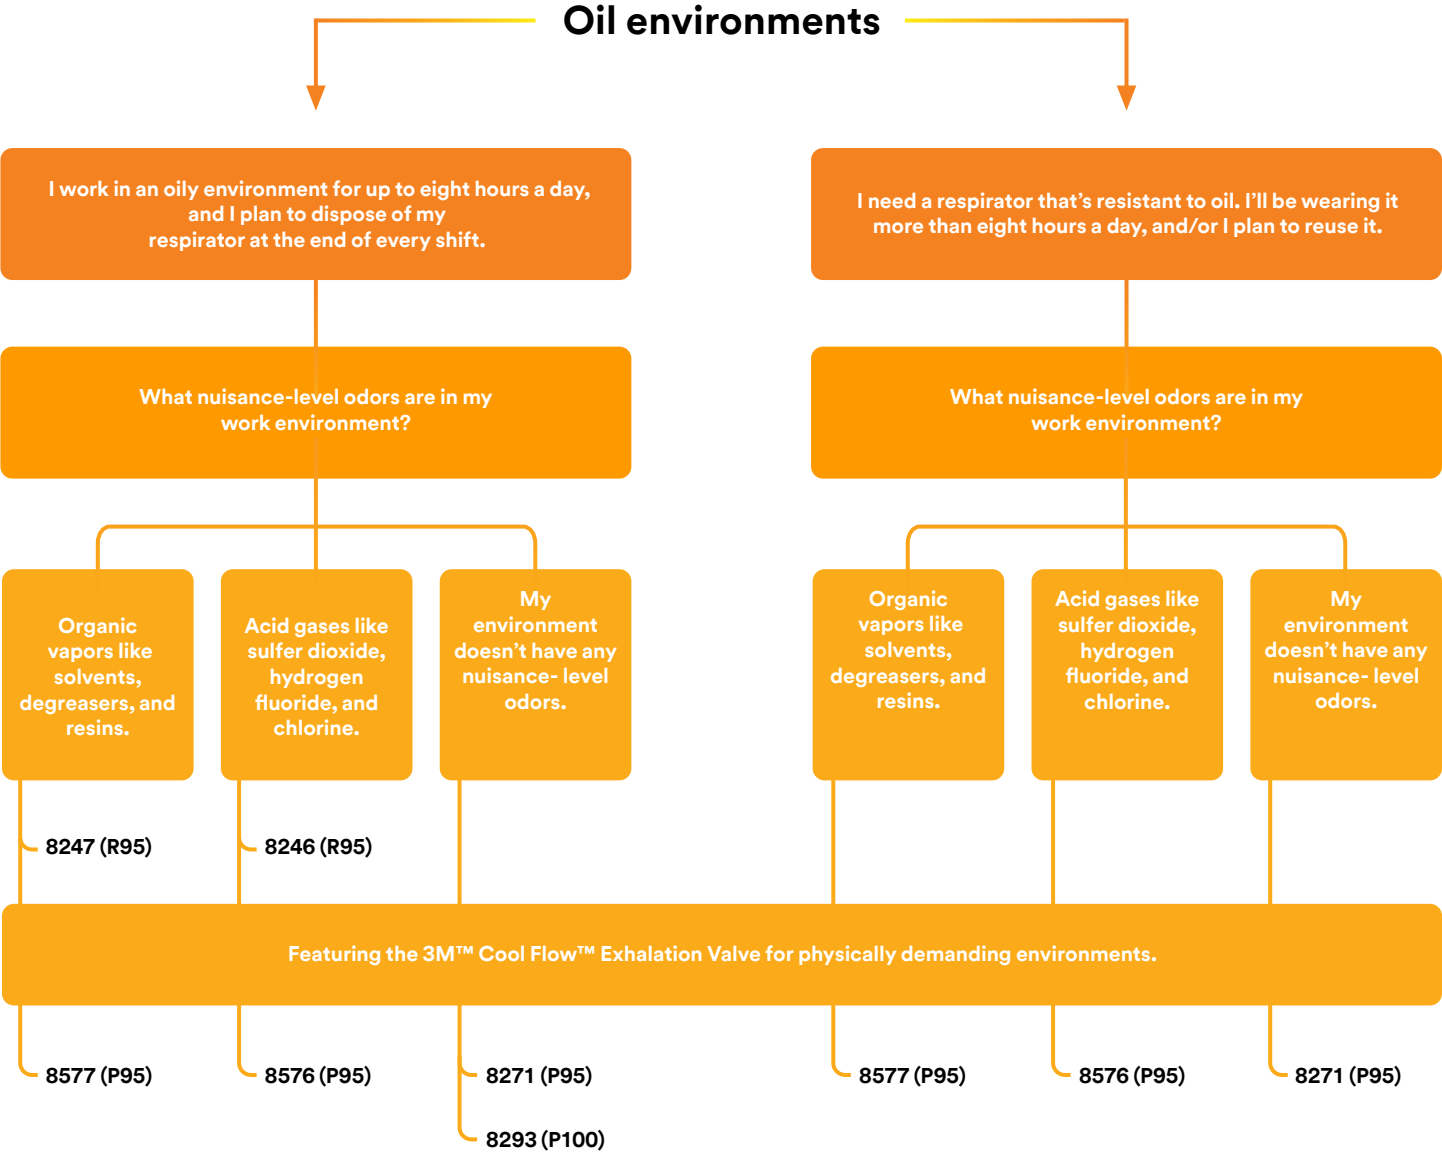 Oil environments
I work in an oily environment for up to eight hours a day,
and I plan to dispose of my
respirator at the end of every shift.
I need a respirator that's resistant to oil. I'll be wearing it
more than eight hours a day, and/or I plan to reuse it.
What nuisance-level odors are in my
work environment?
What nuisance-level odors are in my
work environment?
Organic
vapors like
solvents,
degreasers, and
resins.
Acid gases like
sulfer dioxide,
hydrogen
fluoride, and
chlorine.
My
environment
doesn't have any
nuisance- level
odors.
Organic
vapors like
solvents,
degreasers, and
resins.
Acid gases like
sulfer dioxide,
hydrogen
fluoride, and
chlorine.
My
environment
doesn't have any
nuisance- level
odors.
8247 (R95)
8246 (R95)
Featuring the 3M™ Cool Flow™ Exhalation Valve for physically demanding environments.
8577 (P95)
8576 (P95)
8271 (P95)
8293 (P100)
8577 (P95)
8576 (P95)
8271 (P95)